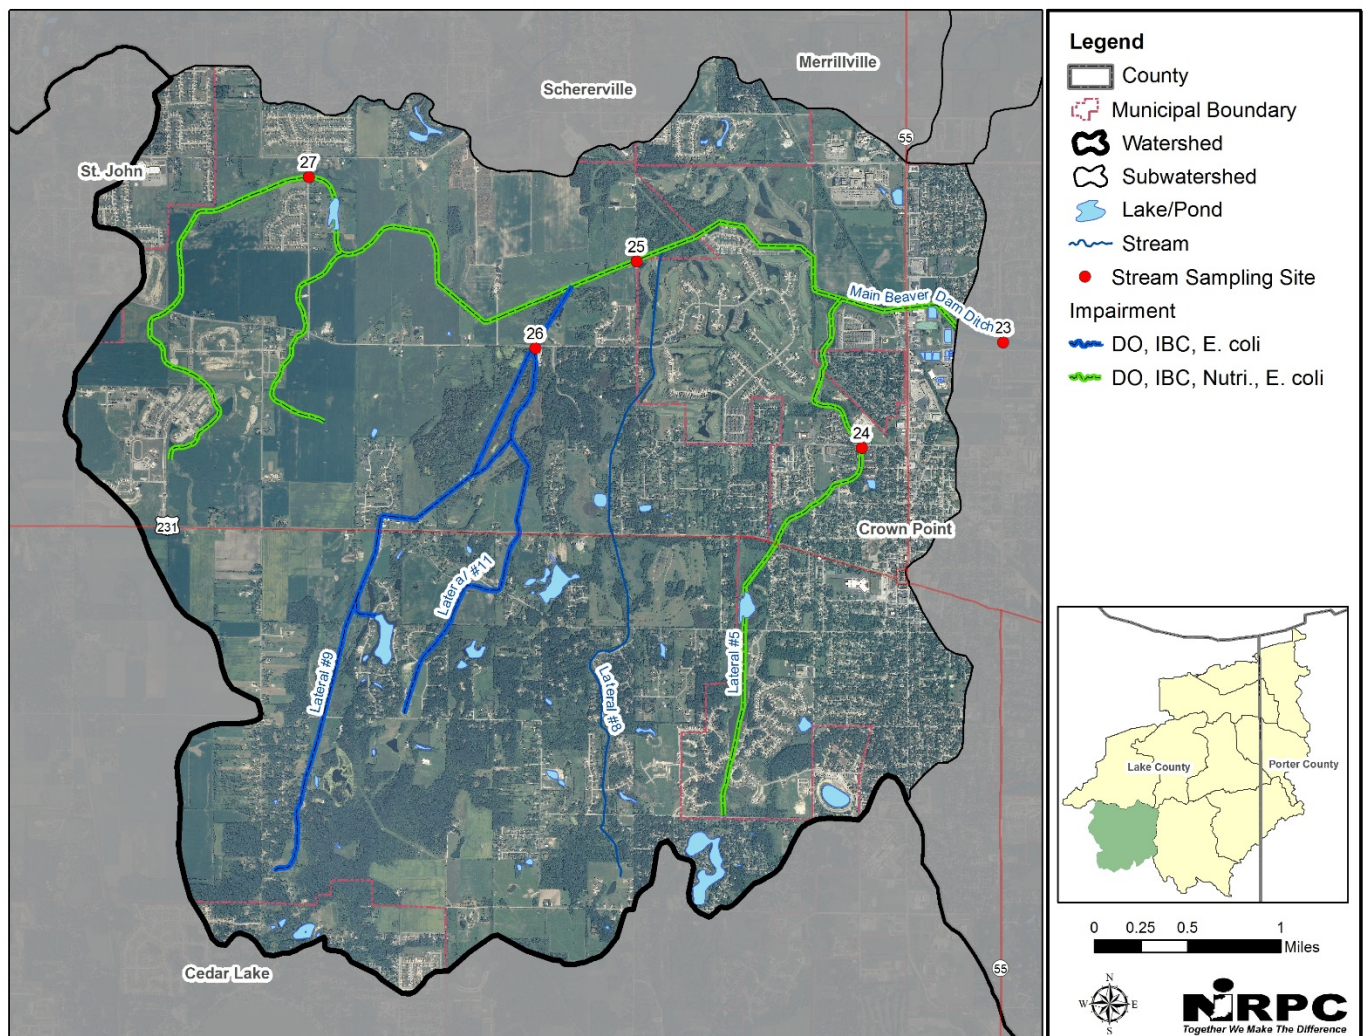 Merrillville
Schererville
55
St. John
27
25
Main Beaver Dam Ditch
23
26
24
231
Crown Point
Lateral #11
Lateral #9
Lateral #5
Lateral #8
Cedar Lake
55
Legend
County
Municipal Boundary
Watershed
Subwatershed
Lake/Pond
Stream
Stream Sampling Site
Impairment
DO, IBC, E. coli
DO, IBC, Nutri., E. coli
Lake County
Porter County
0 0.25 0.5 1
Miles
N
W E
S
NIRPC
Together We Make The Difference